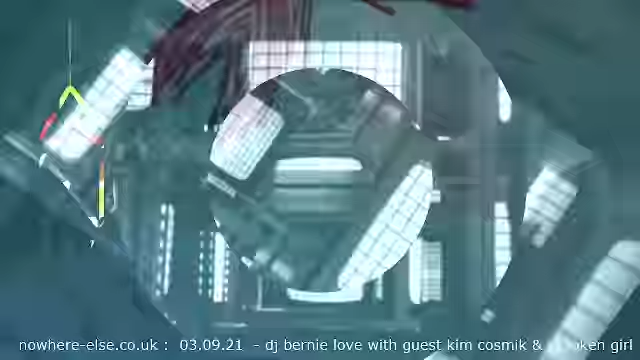 nowhere-else.co.uk : 03.09.21 - dj bernie love with guest kim cosmik & girl